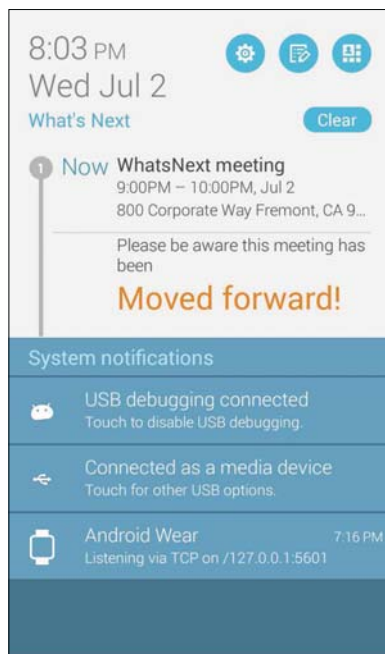 8:03 PM
Wed Jul 2
What's Next
Clear
1
Now
WhatsNext meeting
9:00PM – 10:00PM, Jul 2
800 Corporate Way Fremont, CA 9...
Please be aware this meeting has
been
Moved forward!
System notifications
USB debugging connected
Touch to disable USB debugging.
Connected as a media device
Touch for other USB options.
Android Wear
7:16 PM
Listening via TCP on /127.0.0.1:5601